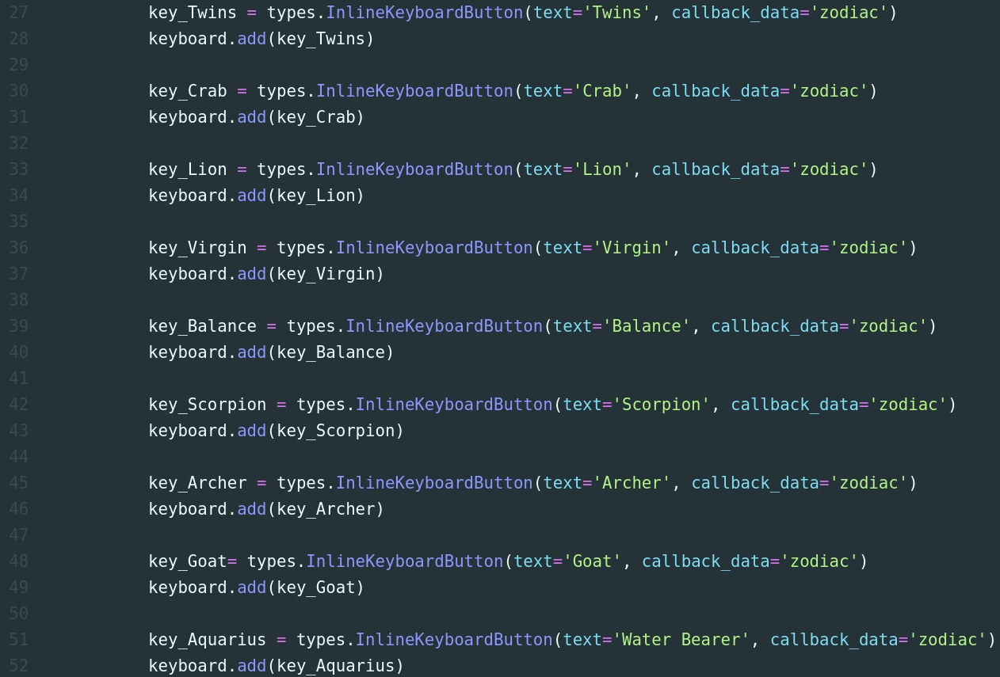 27 key_Twins = types.InlineKeyboardButton(text='Twins', callback_data='zodiac')
28 keyboard.add(key_Twins)
29
30 key_Crab = types.InlineKeyboardButton(text='Crab', callback_data='zodiac')
31 keyboard.add(key_Crab)
32
33 key_Lion = types.InlineKeyboardButton(text='Lion', callback_data='zodiac')
34 keyboard.add(key_Lion)
35
36 key_Virgin = types.InlineKeyboardButton(text='Virgin', callback_data='zodiac')
37 keyboard.add(key_Virgin)
38
39 key_Balance = types.InlineKeyboardButton(text='Balance', callback_data='zodiac')
40 keyboard.add(key_Balance)
41
42 key_Scorpion = types.InlineKeyboardButton(text='Scorpion', callback_data='zodiac')
43 keyboard.add(key_Scorpion)
44
45 key_Archer = types.InlineKeyboardButton(text='Archer', callback_data='zodiac')
46 keyboard.add(key_Archer)
47
48 key_Goat= types.InlineKeyboardButton(text='Goat', callback_data='zodiac')
49 keyboard.add(key_Goat)
50
51 key_Aquarius = types.InlineKeyboardButton(text='Water Bearer', callback_data='zodiac')
52 keyboard.add(key_Aquarius)